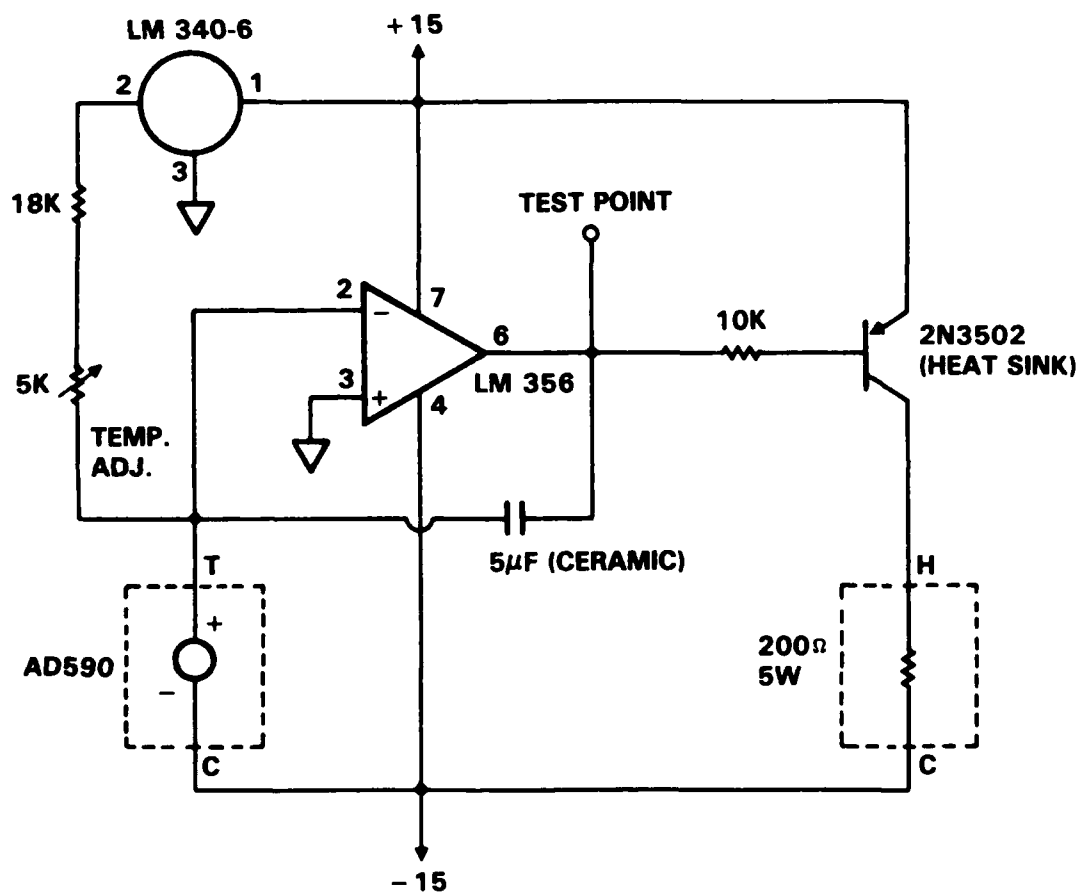 LM 340-6
+15
2
1
3
18K
TEST POINT
2
7
−
6
10K
2N3502
(HEAT SINK)
3
+
4
LM 356
5K
TEMP.
ADJ.
5μF (CERAMIC)
T
H
+
AD590
−
200Ω
5W
C
C
−15